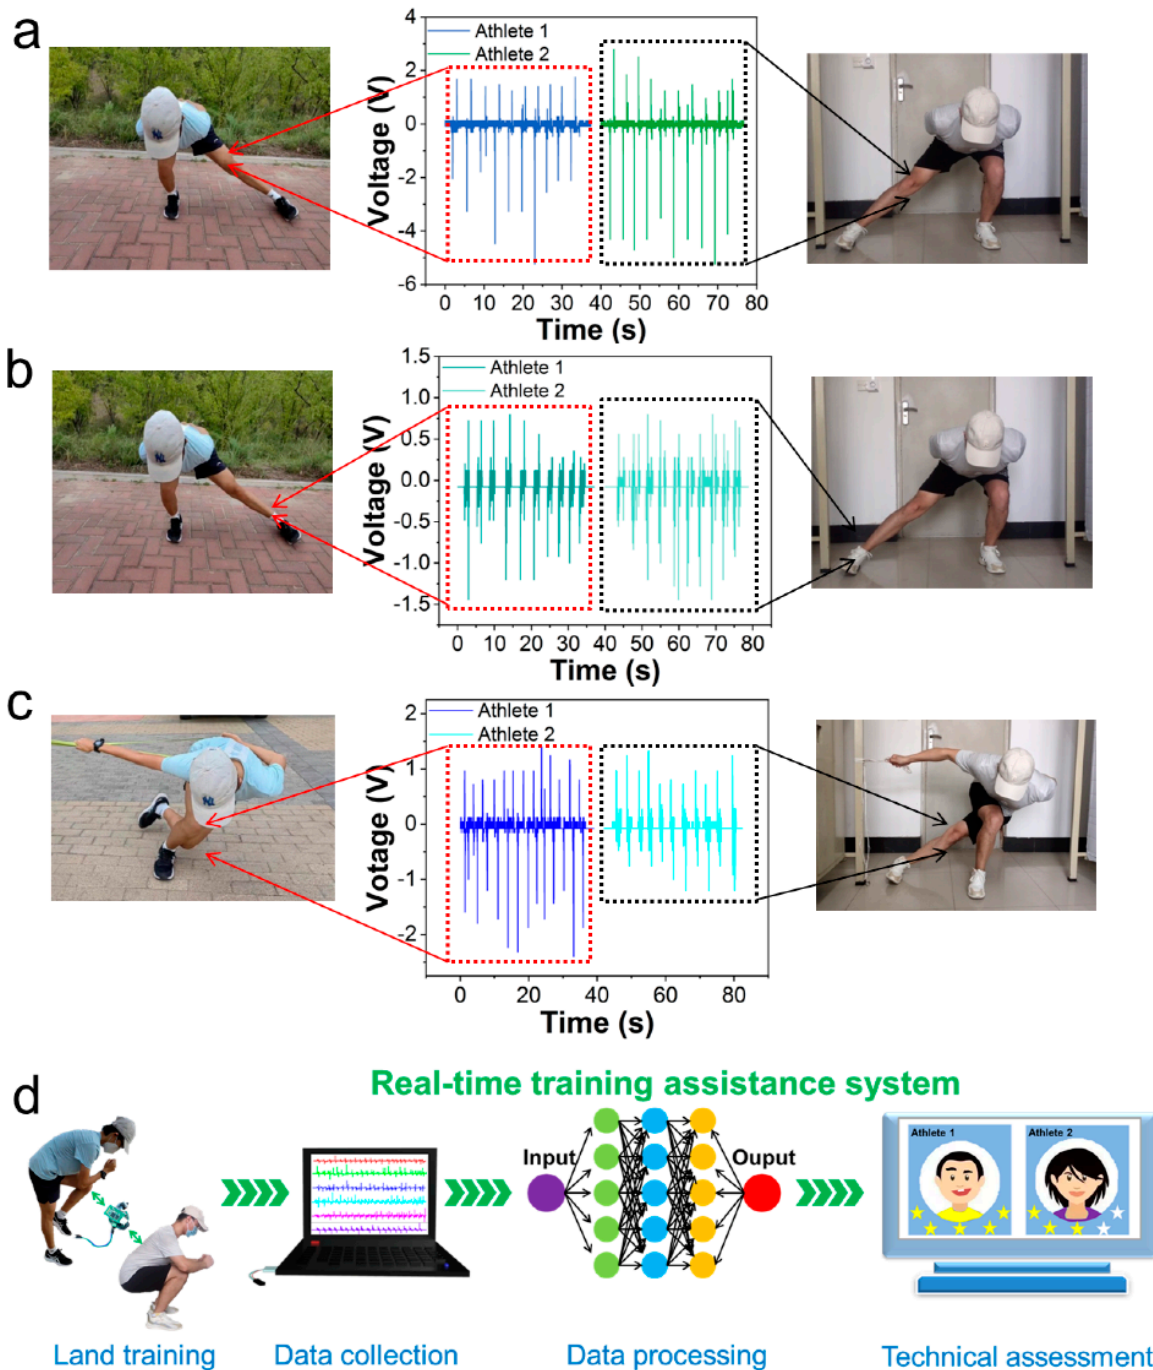 a
4
2
0
-2
-4
-6
Voltage (V)
Athlete 1
Athlete 2
0 10 20 30 40 50 60 70 80
Time (s)
b
1.5
1.0
0.5
0.0
-0.5
-1.0
-1.5
Voltage (V)
Athlete 1
Athlete 2
0 10 20 30 40 50 60 70 80
Time (s)
c
2
1
0
-1
-2
Votage (V)
Athlete 1
Athlete 2
0 20 40 60 80
Time (s)
d
Real-time training assistance system
Input
Ouput
Athlete 1
Athlete 2
Land training
Data collection
Data processing
Technical assessment